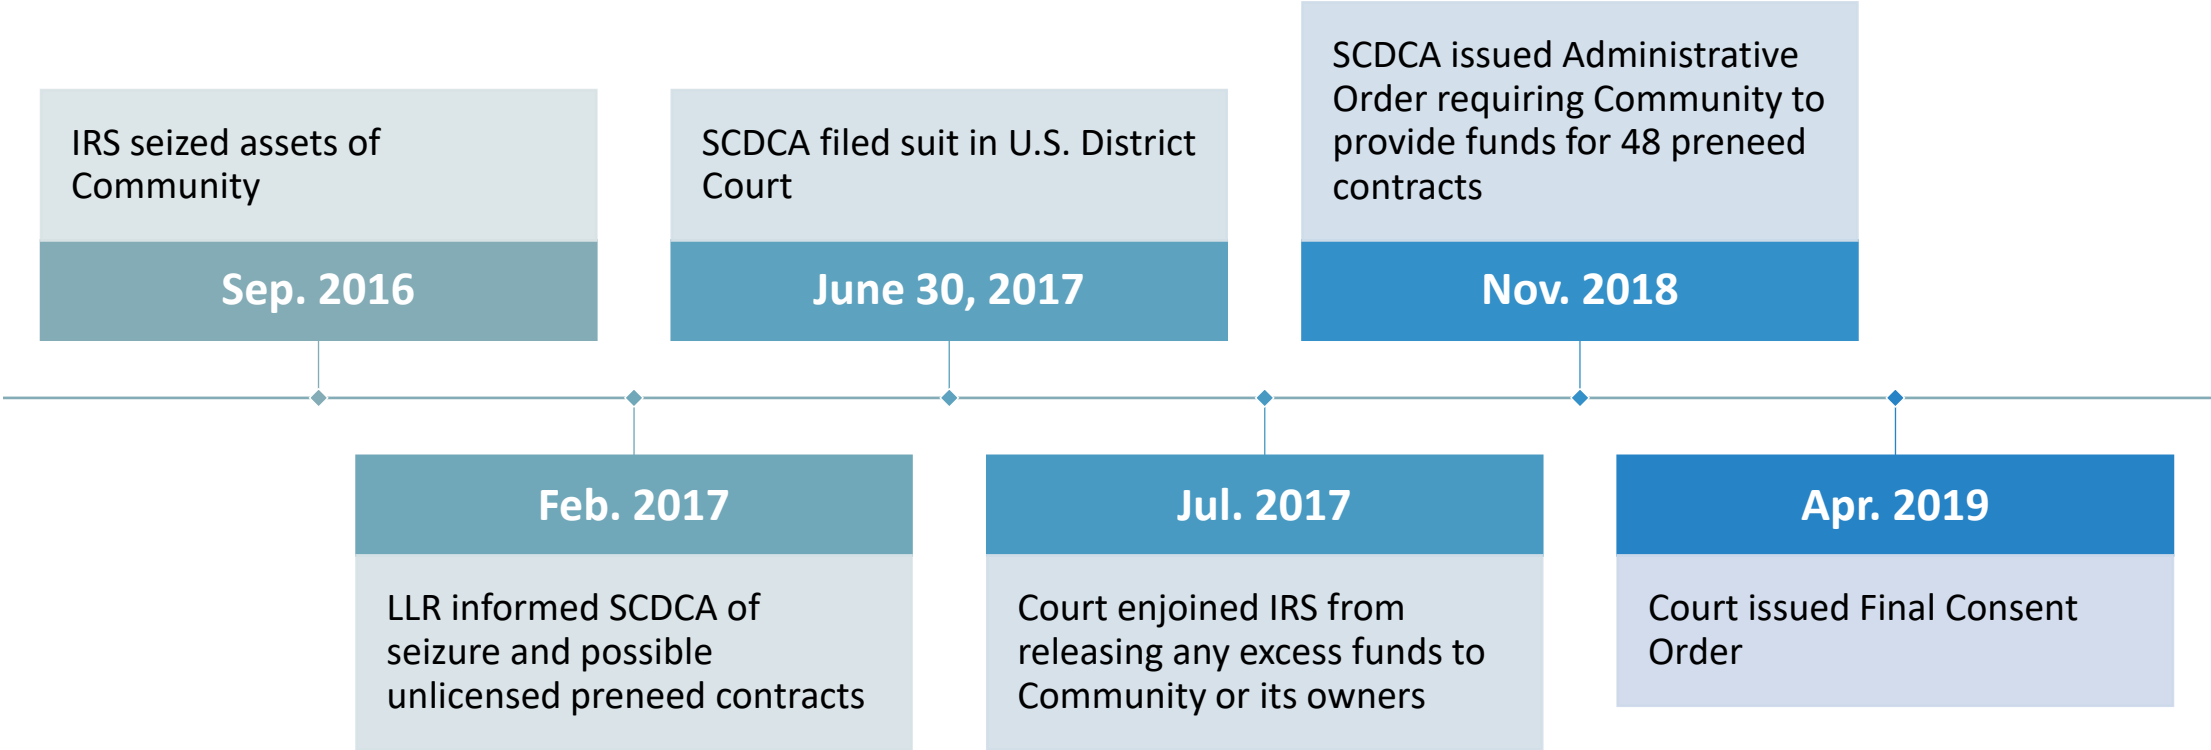 IRS seized assets of
Community
Sep. 2016
Feb. 2017
LLR informed SCDCA of
seizure and possible
unlicensed preneed contracts
SCDCA filed suit in U.S. District
Court
June 30, 2017
Jul. 2017
Court enjoined IRS from
releasing any excess funds to
Community or its owners
SCDCA issued Administrative
Order requiring Community to
provide funds for 48 preneed
contracts
Nov. 2018
Apr. 2019
Court issued Final Consent
Order